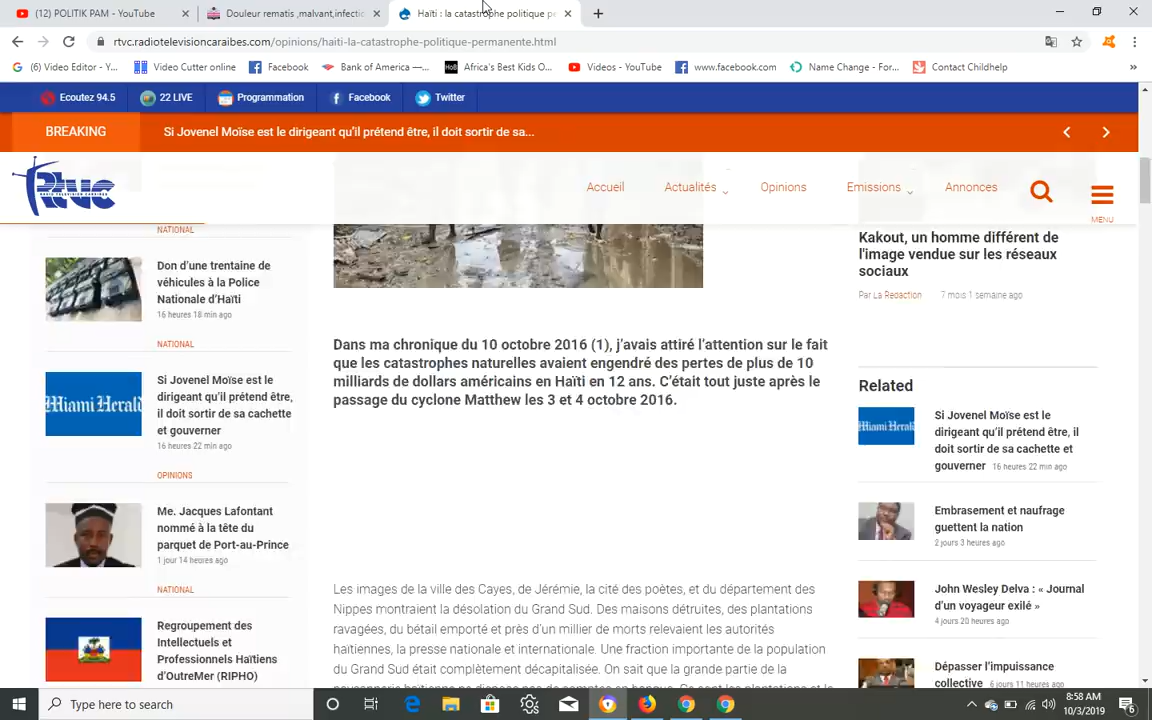 (12) POLITIK PAM - YouTube
Douleur rematis ,malvant,infectic
Haïti : la catastrophe politique pe
rtvc.radiotelevisioncaraibes.com/opinions/haiti-la-catastrophe-politique-permanente.html
(6) Video Editor - Y...
Video Cutter online
Facebook
Bank of America —...
HoB
Africa's Best Kids O...
Videos - YouTube
www.facebook.com
Name Change - For...
Contact Childhelp
Ecoutez 94.5
22 LIVE
Programmation
Facebook
Twitter
BREAKING
Si Jovenel Moïse est le dirigeant qu'il prétend être, il doit sortir de sa...
Rtvc
Accueil
Actualités
Opinions
Emissions
Annonces
MENU
NATIONAL
Don d'une trentaine de
véhicules à la Police
Nationale d'Haïti
16 heures 18 min ago
NATIONAL
Miami Herald
Si Jovenel Moïse est le
dirigeant qu'il prétend être,
il doit sortir de sa cachette
et gouverner
16 heures 22 min ago
OPINIONS
Me. Jacques Lafontant
nommé à la tête du
parquet de Port-au-Prince
1 jour 14 heures ago
NATIONAL
Regroupement des
Intellectuels et
Professionnels Haïtiens
d'OutreMer (RIPHO)
Dans ma chronique du 10 octobre 2016 (1), j'avais attiré l'attention sur le fait
que les catastrophes naturelles avaient engendré des pertes de plus de 10
milliards de dollars américains en Haïti en 12 ans. C'était tout juste après le
passage du cyclone Matthew les 3 et 4 octobre 2016.
Les images de la ville des Cayes, de Jérémie, la cité des poètes, et du département des
Nippes montraient la désolation du Grand Sud. Des maisons détruites, des plantations
ravagées, du bétail emporté et près d'un millier de morts relevaient les autorités
haïtiennes, la presse nationale et internationale. Une fraction importante de la population
du Grand Sud était complètement décapitalisée. On sait que la grande partie de la
Kakout, un homme différent de
l'image vendue sur les réseaux
sociaux
Par La Redaction 7 mois 1 semaine ago
Related
Miami Herald
Si Jovenel Moïse est le
dirigeant qu'il prétend être, il
doit sortir de sa cachette et
gouverner 16 heures 22 min ago
Embrasement et naufrage
guettent la nation
2 jours 3 heures ago
John Wesley Delva : « Journal
d'un voyageur exilé »
4 jours 20 heures ago
Dépasser l'impuissance
collective 6 jours 11 heures ago
Type here to search
8:58 AM
10/3/2019
6